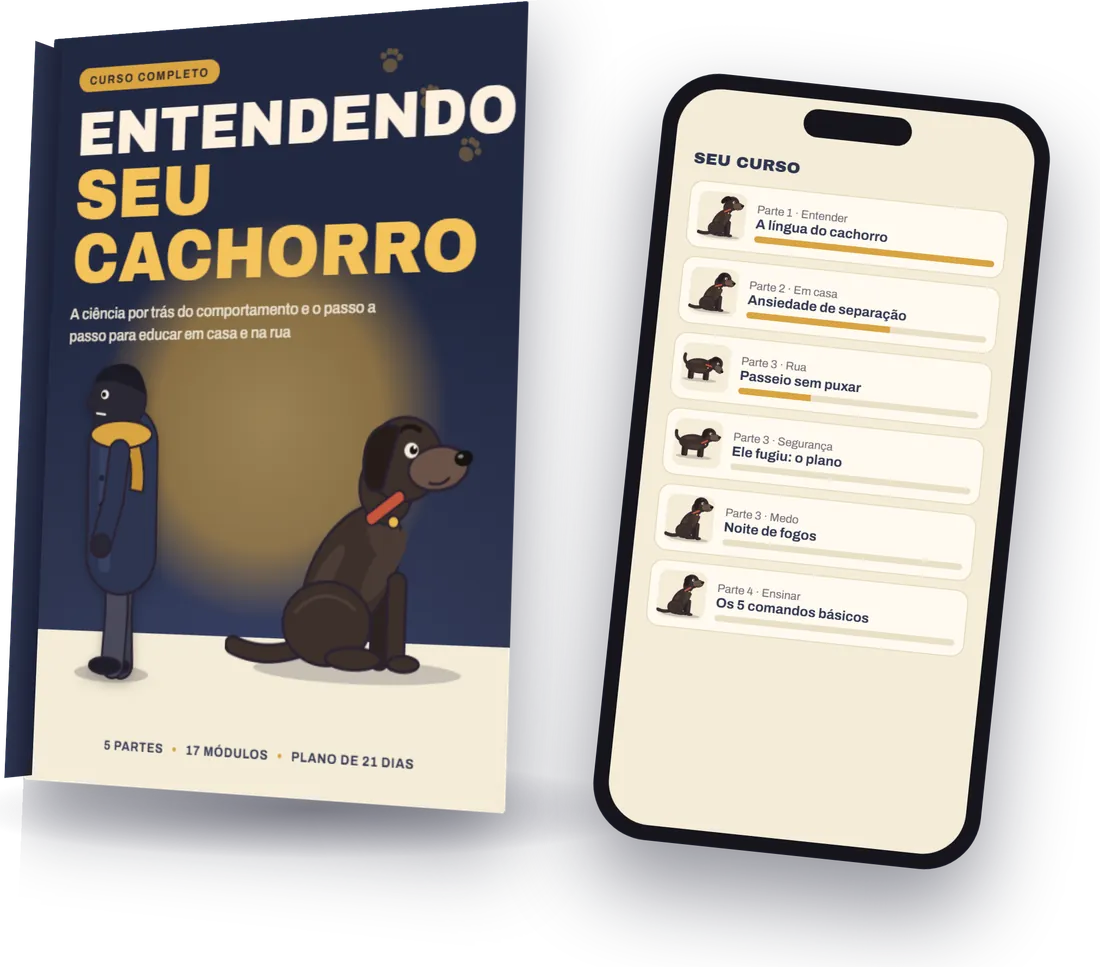 CURSO COMPLETO
ENTENDENDO
SEU
CACHORRO
A ciência por trás do comportamento e o passo a
passo para educar em casa e na rua
5 PARTES • 17 MÓDULOS • PLANO DE 21 DIAS
SEU CURSO
Parte 1 · Entender
A língua do cachorro
Parte 2 · Em casa
Ansiedade de separação
Parte 3 · Rua
Passeio sem puxar
Parte 3 · Segurança
Ele fugiu: o plano
Parte 3 · Medo
Noite de fogos
Parte 4 · Ensinar
Os 5 comandos básicos